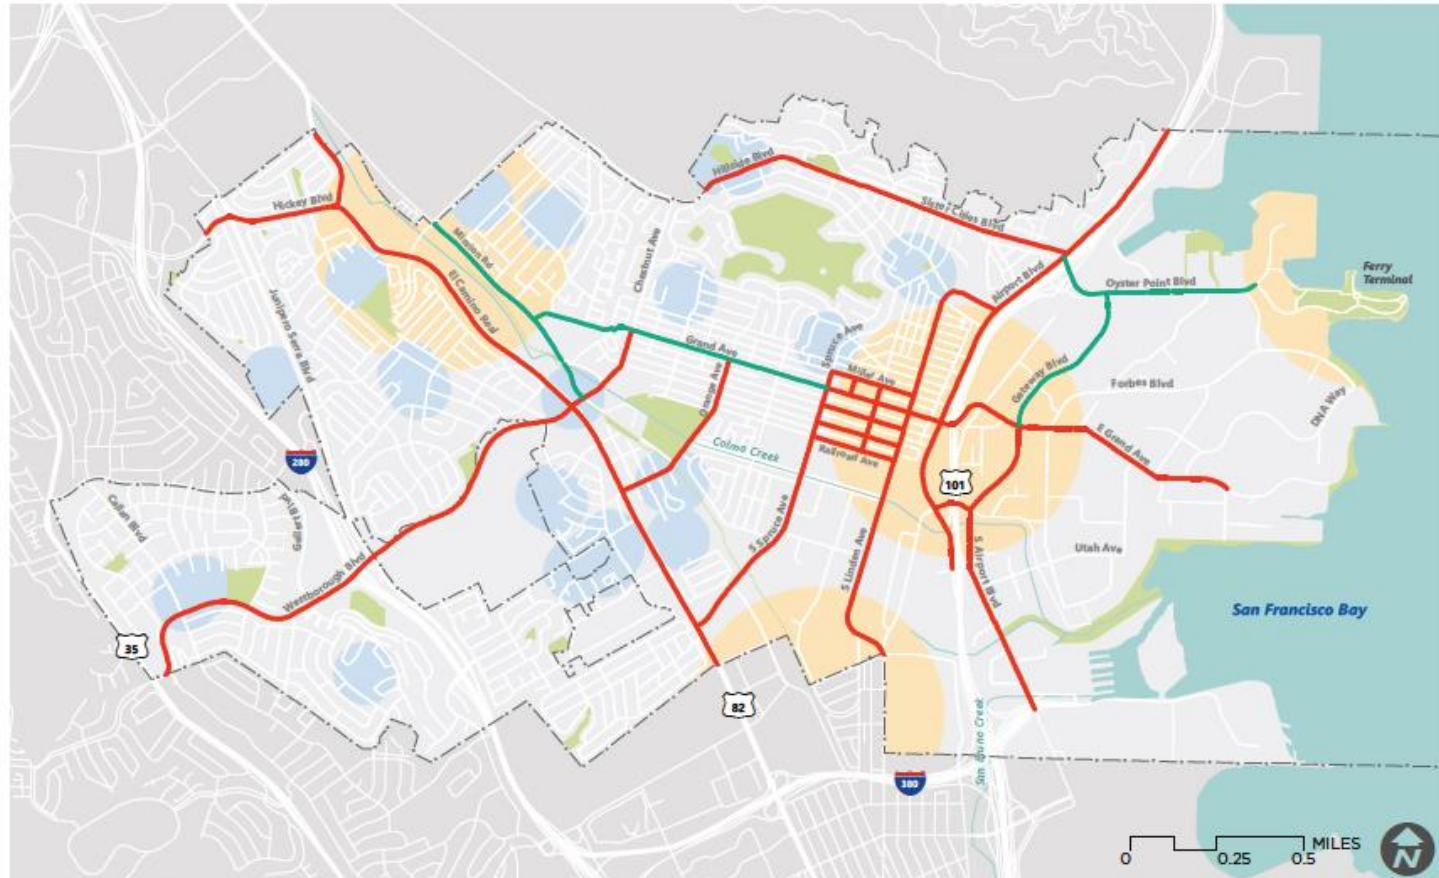 Hillside Blvd
Hickey Blvd
Sister Cities Blvd
Mission Rd
Chestnut Ave
Airport Blvd
Ferry
Terminal
Oyster Point Blvd
El Camino Real
Junipero Serra Blvd
Spruce Ave
Grand Ave
Miller Ave
Gateway Blvd
Forbes Blvd
Orange Ave
DNA Way
E Grand Ave
Colma Creek
Railroad Ave
280
101
Callan Blvd
Gellert Blvd
S Spruce Ave
S Linden Ave
S Airport Blvd
Utah Ave
Westborough Blvd
San Francisco Bay
35
82
San Bruno Creek
380
0 0.25 0.5 MILES
N